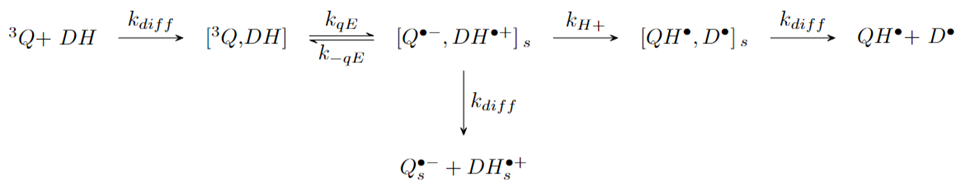 ³Q + DH k_diff [³Q,DH] k_qE k_−qE [Q•−, DH•+]_s k_H+ [QH•, D•]_s k_diff QH• + D•
k_diff
Q_s•− + DH_s•+